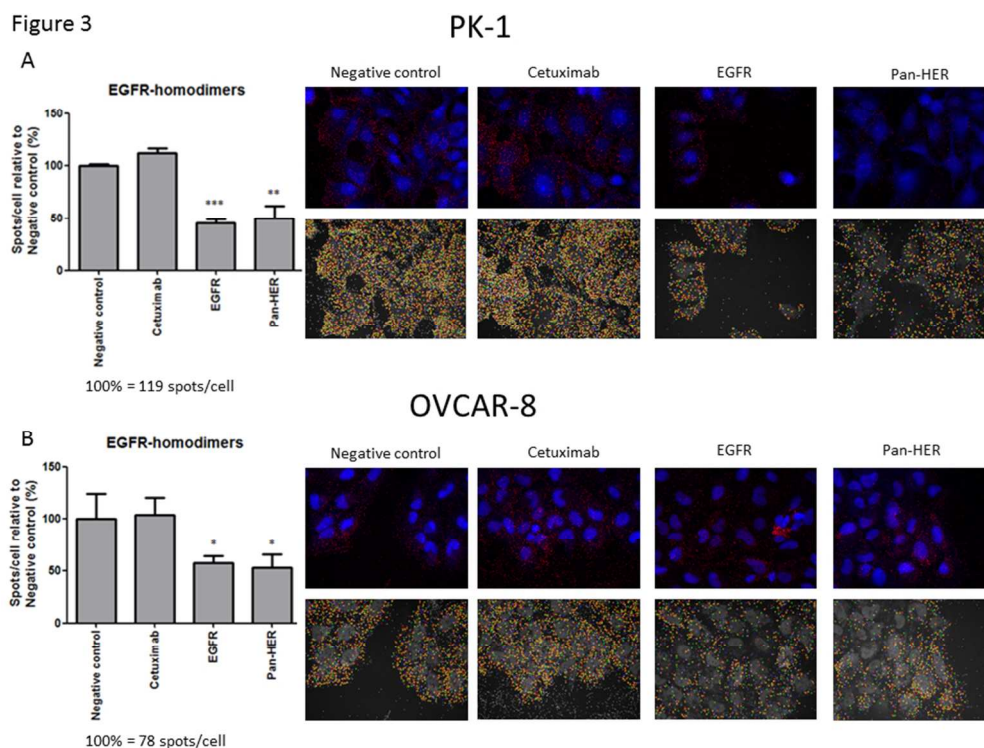 Figure 3
PK-1
A
EGFR-homodimers
Spots/cell relative to
Negative control (%)
150
100
50
0
***
**
Negative control
Cetuximab
EGFR
Pan-HER
100% = 119 spots/cell
Negative control
Cetuximab
EGFR
Pan-HER
OVCAR-8
B
EGFR-homodimers
Spots/cell relative to
Negative control (%)
150
100
50
0
*
*
Negative control
Cetuximab
EGFR
Pan-HER
100% = 78 spots/cell
Negative control
Cetuximab
EGFR
Pan-HER